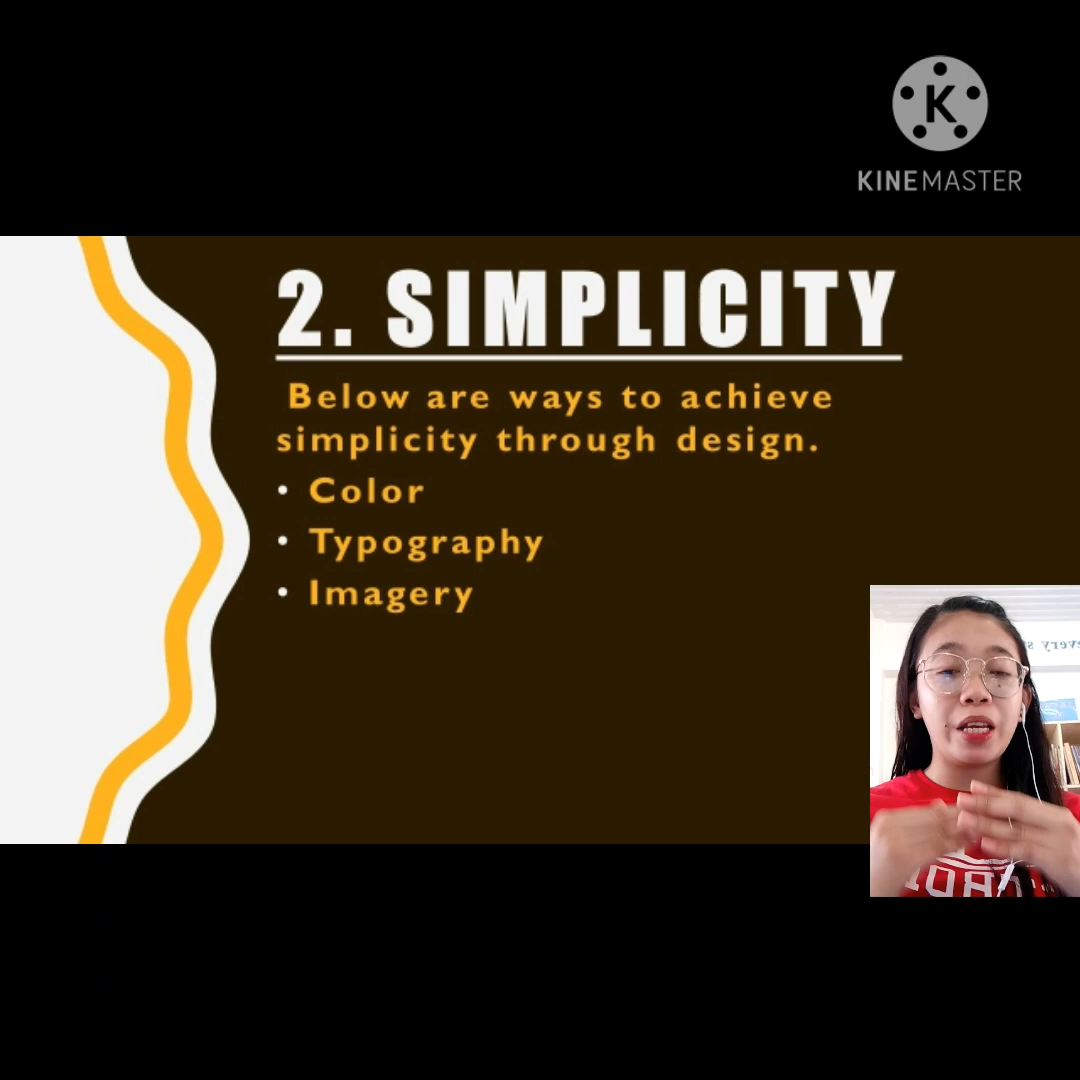 KINEMASTER
2. SIMPLICITY
Below are ways to achieve
simplicity through design.
• Color
• Typography
• Imagery